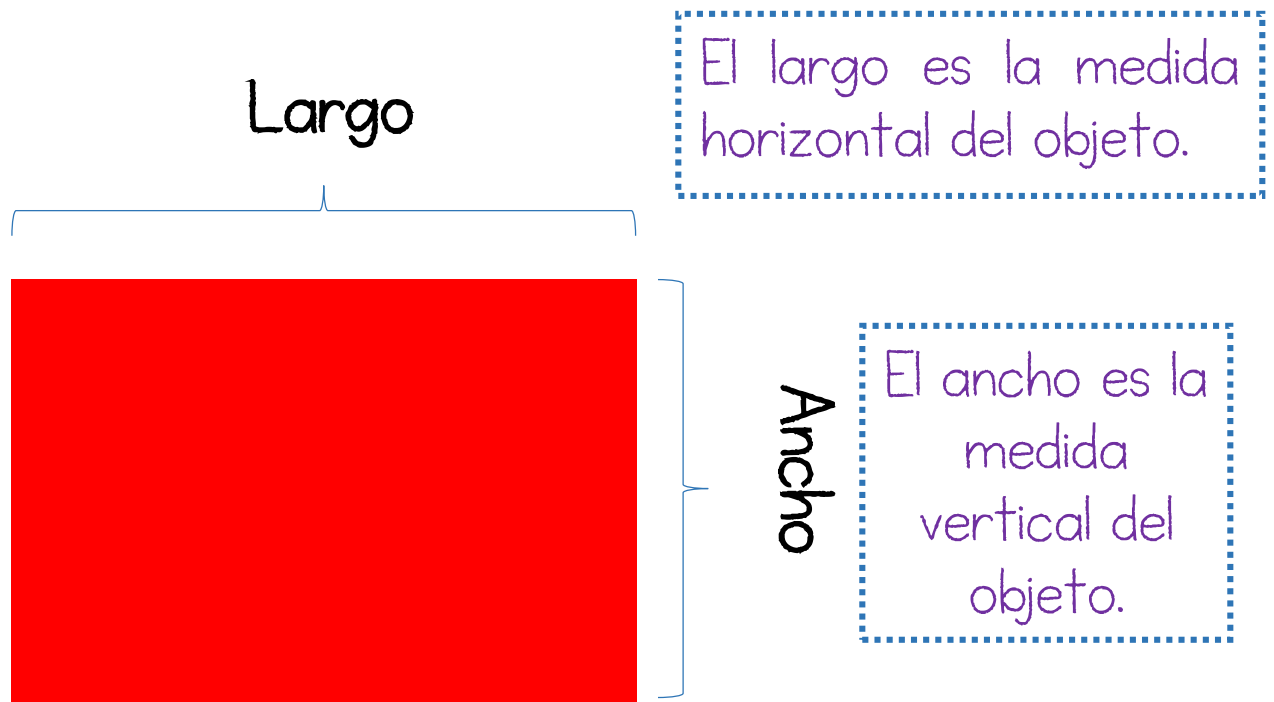 Largo
El largo es la medida
horizontal del objeto.
Ancho
El ancho es la
medida
vertical del
objeto.